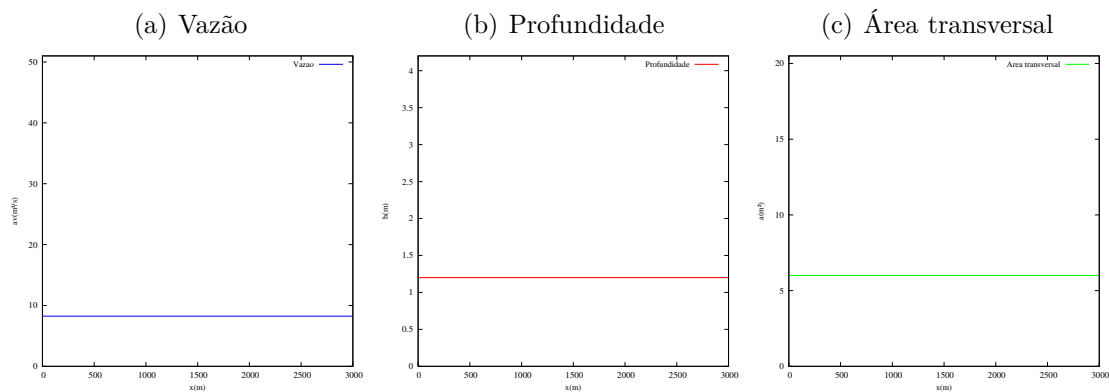 (a) Vazão
(b) Profundidade
(c) Área transversal
50
40
30
20
10
0
av(m³/s)
Vazao
0 500 1000 1500 2000 2500 3000
x(m)
4
3.5
3
2.5
2
1.5
1
0.5
0
h(m)
Profundidade
0 500 1000 1500 2000 2500 3000
x(m)
20
15
10
5
0
a(m²)
Area transversal
0 500 1000 1500 2000 2500 3000
x(m)